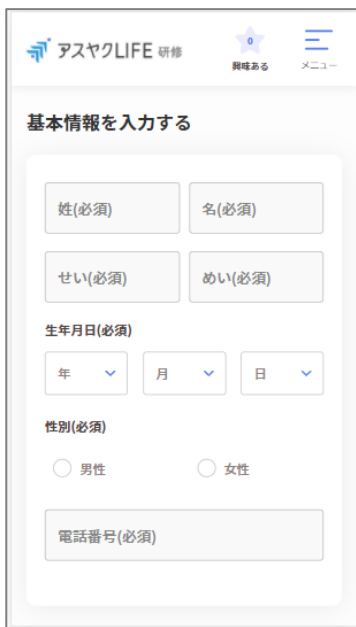 アスヤクLIFE 研修
0
興味ある
メニュー
基本情報を入力する
姓(必須)
名(必須)
せい(必須)
めい(必須)
生年月日(必須)
年
月
日
性別(必須)
男性
女性
電話番号(必須)